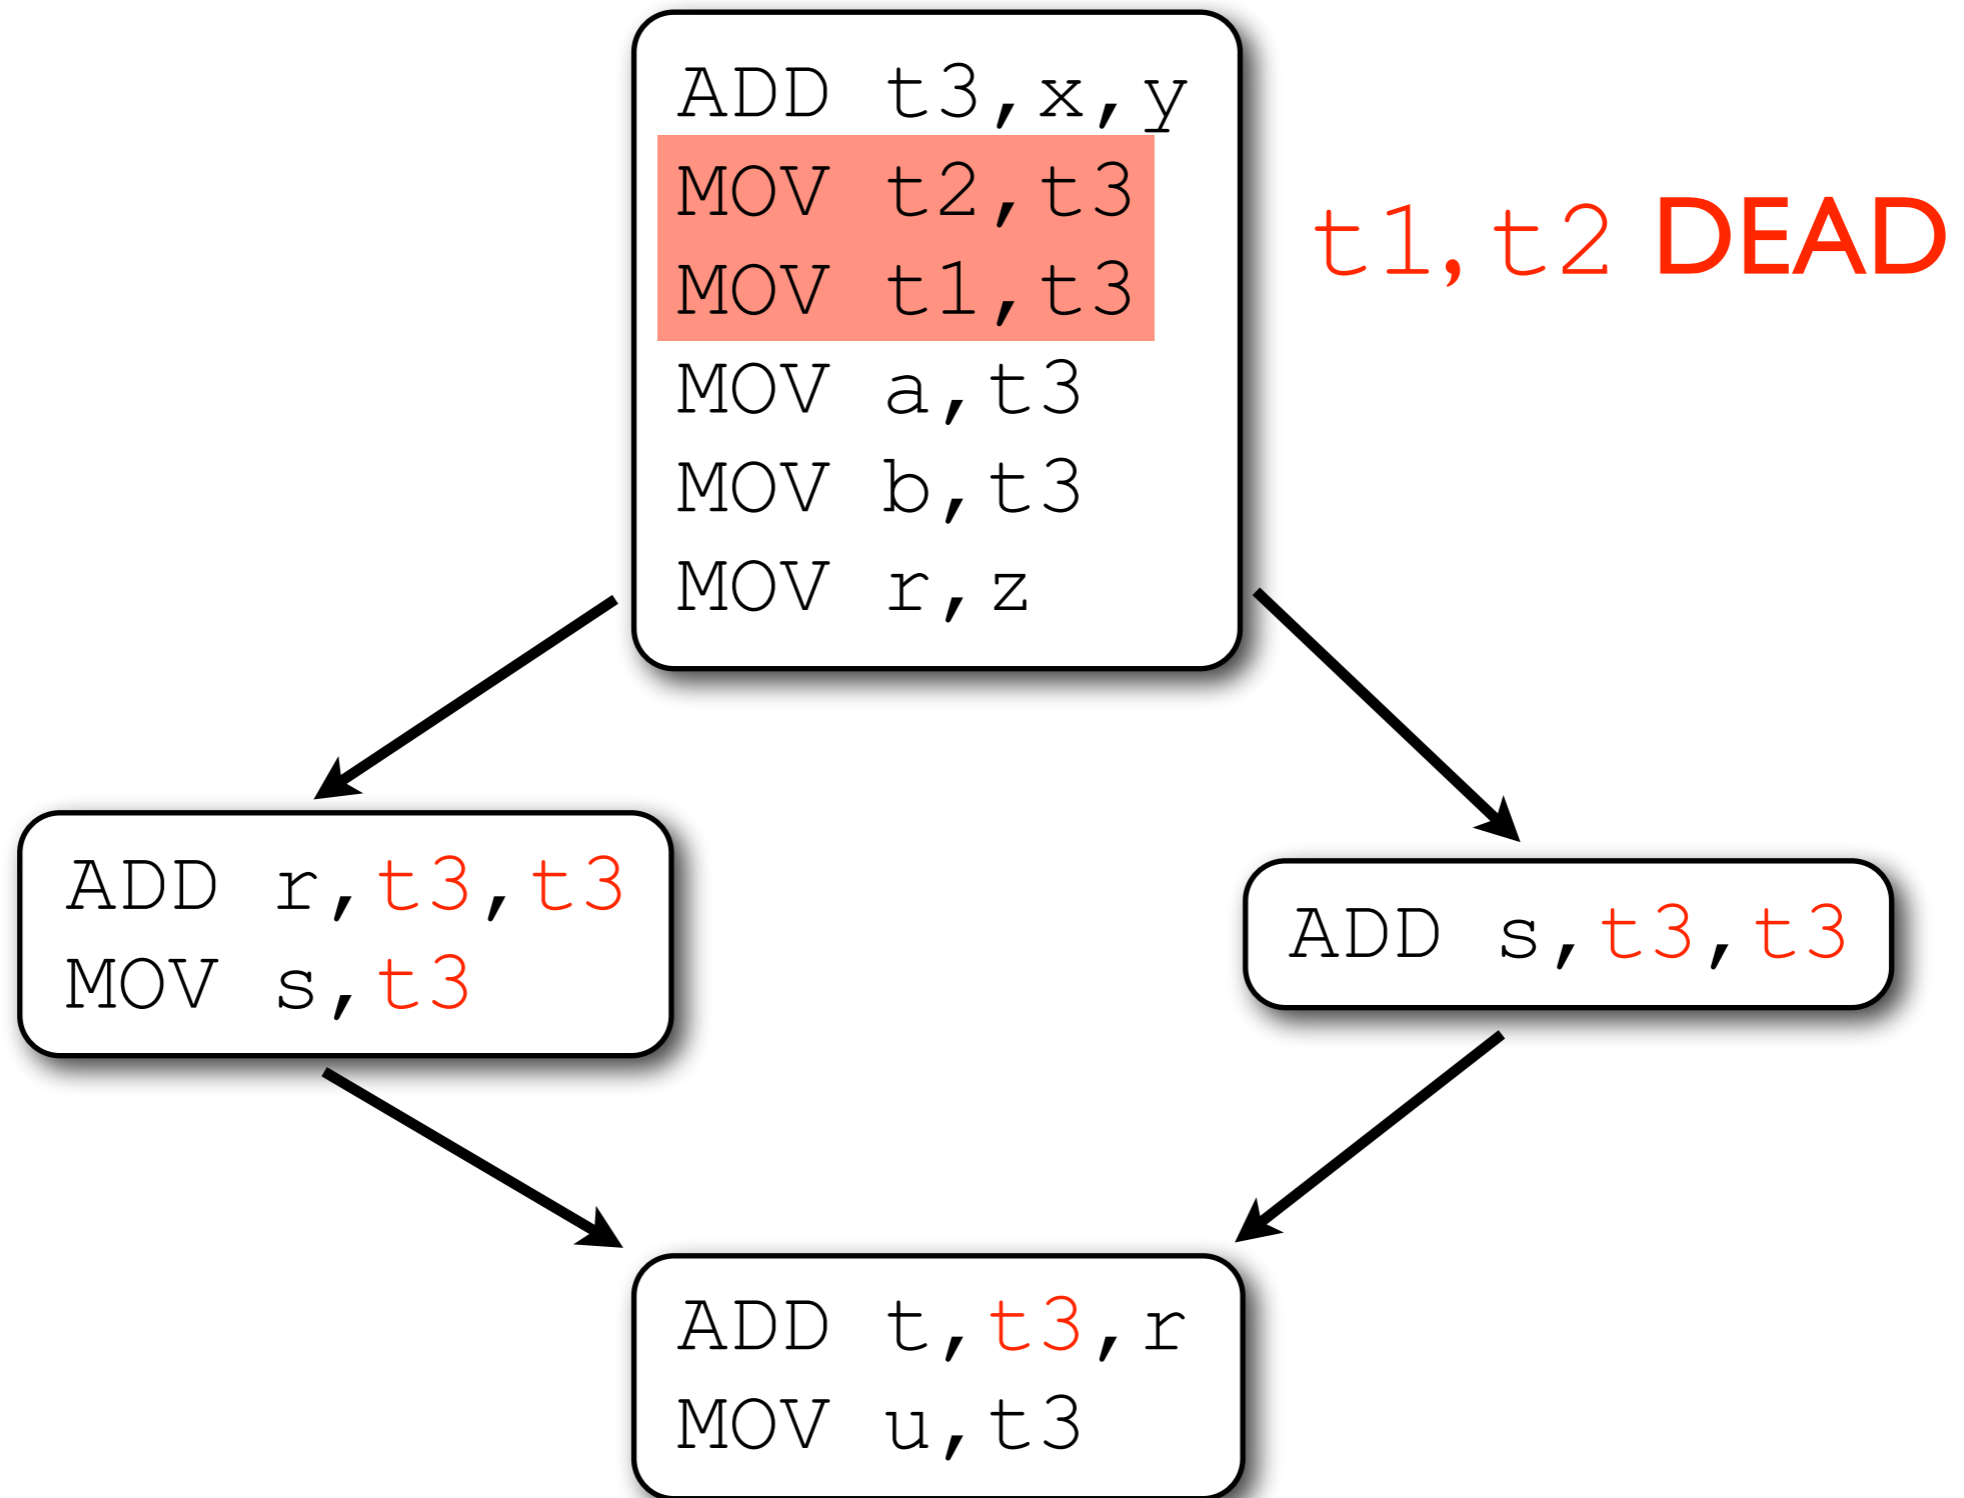 ADD t3,x,y
MOV t2,t3
MOV t1,t3
t1,t2 DEAD
MOV a,t3
MOV b,t3
MOV r,z
ADD r,t3,t3
MOV s,t3
ADD s,t3,t3
ADD t,t3,r
MOV u,t3